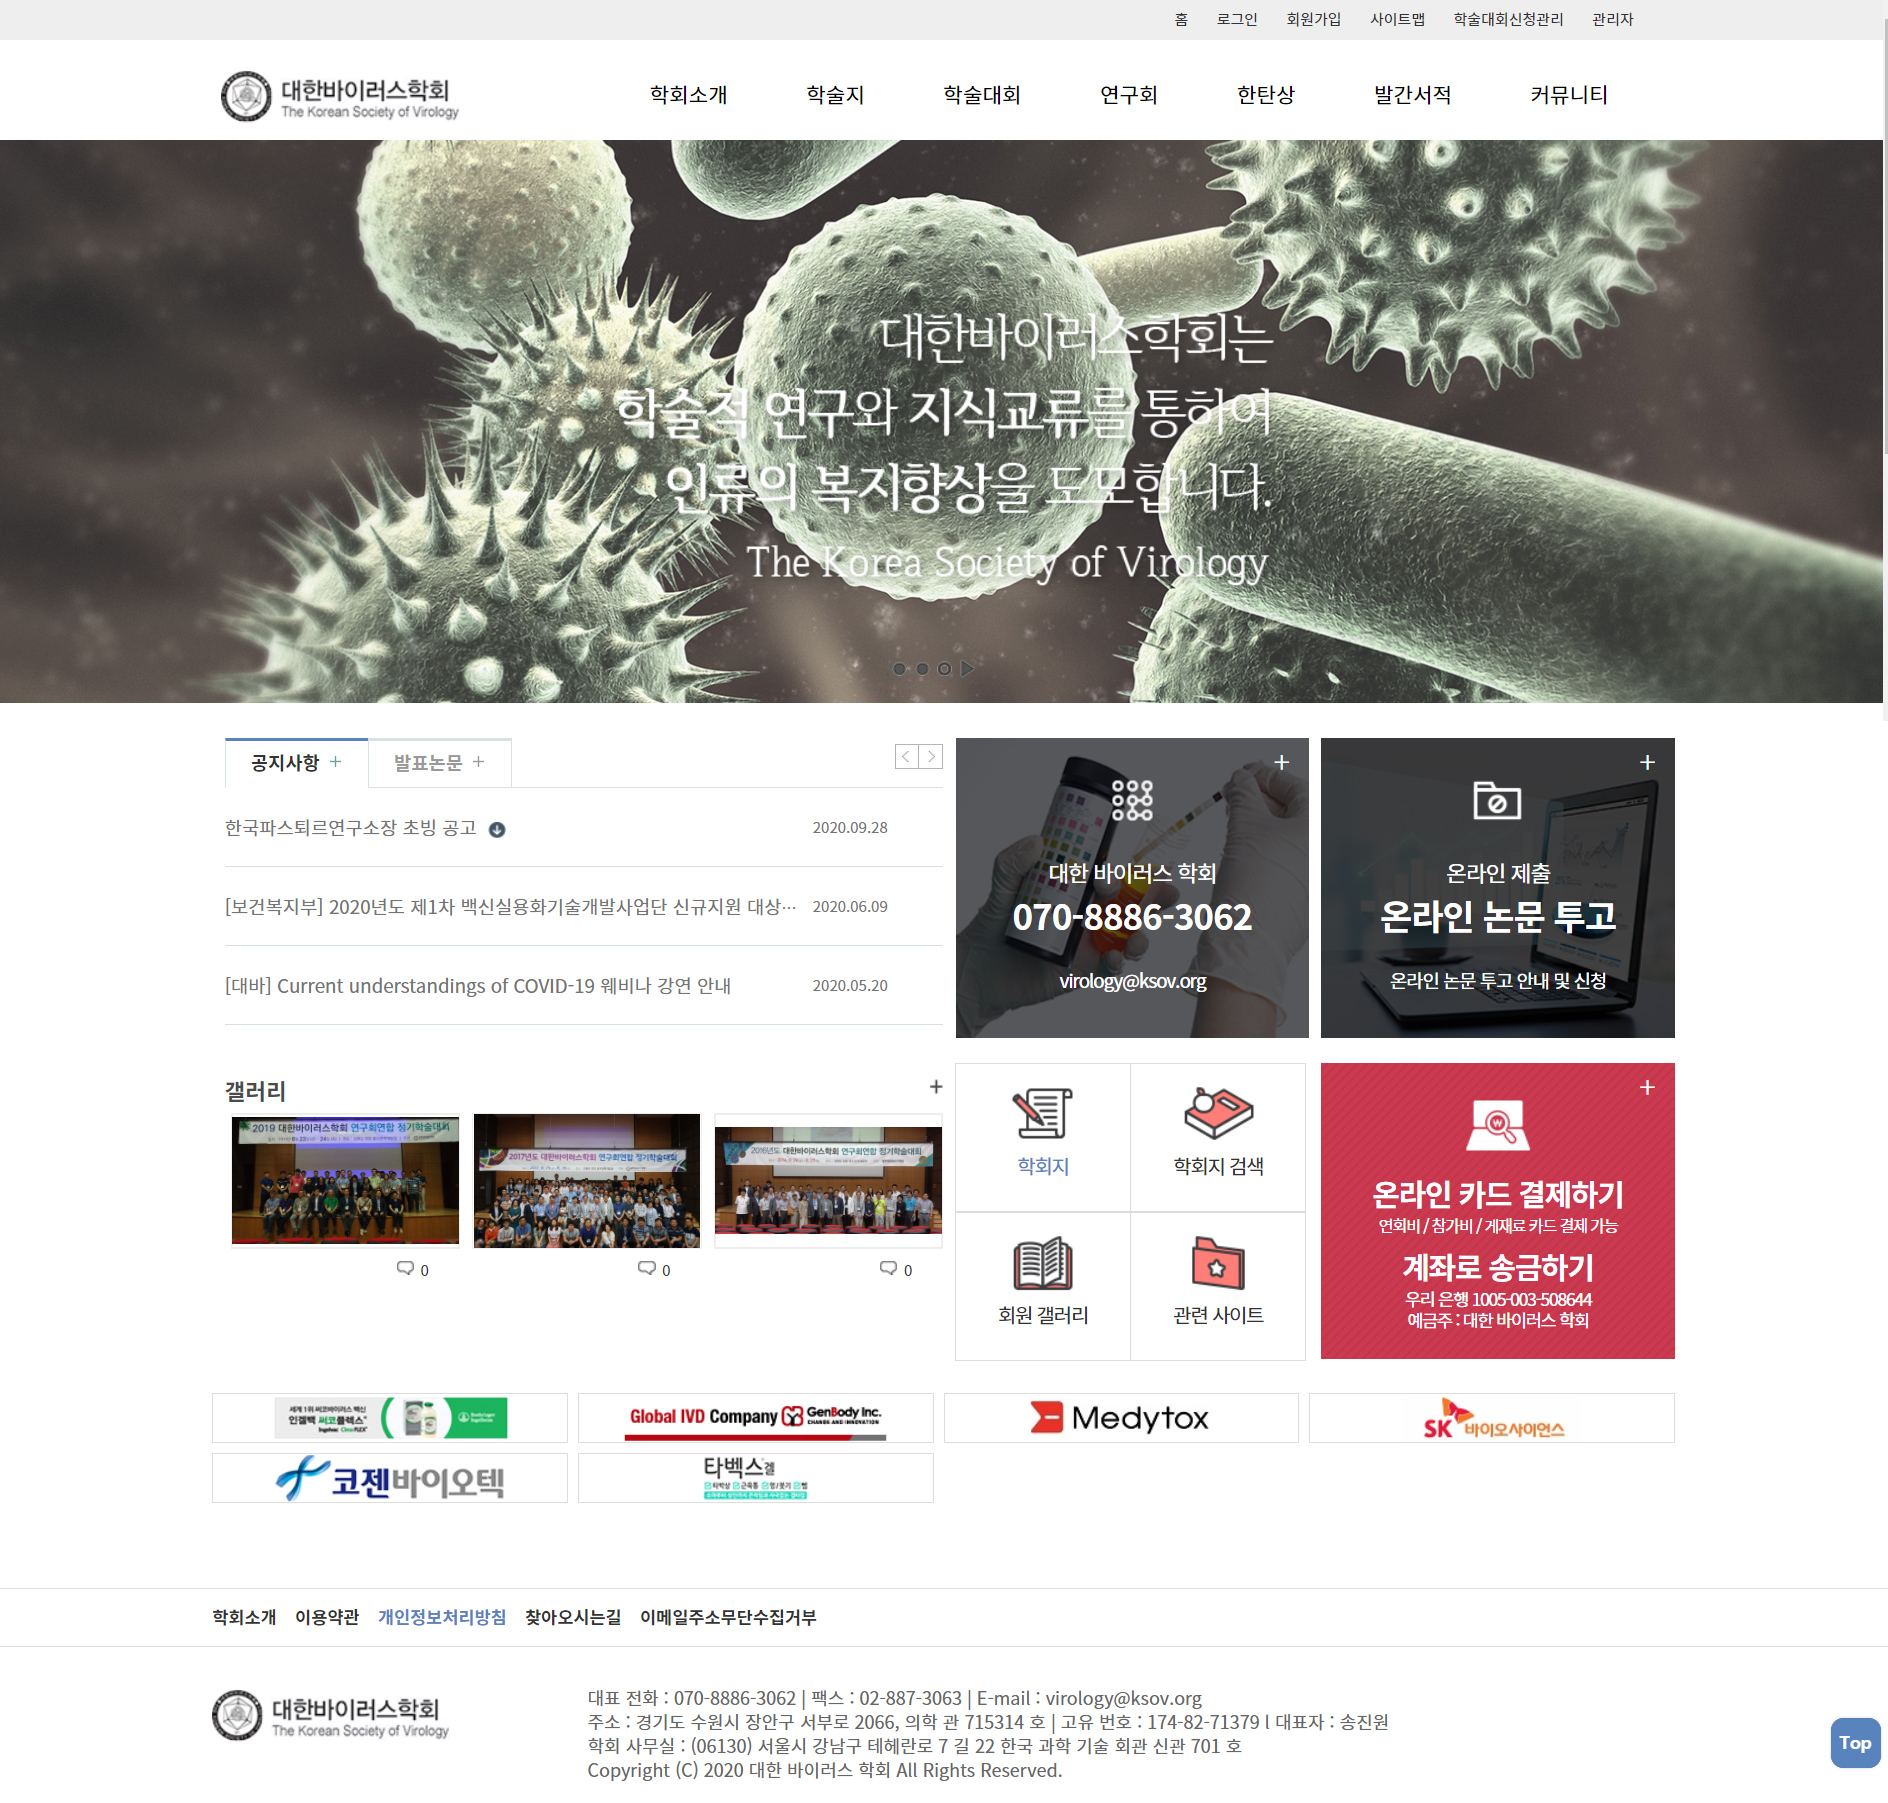 홈 로그인 회원가입 사이트맵 학술대회신청관리 관리자
대한바이러스학회
The Korean Society of Virology
학회소개 학술지 학술대회 연구회 한탄상 발간서적 커뮤니티
대한바이러스학회는
학술적 연구와 지식교류를 통하여
인류의 복지향상을 도모합니다.
The Korea Society of Virology
공지사항 + 발표논문 +
한국파스퇴르연구소장 초빙 공고 2020.09.28
[보건복지부] 2020년도 제1차 백신실용화기술개발사업단 신규지원 대상… 2020.06.09
[대바] Current understandings of COVID-19 웨비나 강연 안내 2020.05.20
대한 바이러스 학회
070-8886-3062
virology@ksov.org
온라인 제출
온라인 논문 투고
온라인 논문 투고 안내 및 신청
갤러리
2019 대한바이러스학회 연구회연합 정기학술대회
2017년도 대한바이러스학회 연구회연합 정기학술대회
2016년도 대한바이러스학회 연구회연합 정기학술대회
0 0 0
학회지
학회지 검색
회원 갤러리
관련 사이트
온라인 카드 결제하기
연회비 / 참가비 / 게재료 카드 결제 가능
계좌로 송금하기
우리 은행 1005-003-508644
예금주 : 대한 바이러스 학회
세계 1위 써코바이러스 백신
인겔백 써코플렉스
Global IVD Company GenBody Inc.
CHANGE AND INNOVATION
Medytox
SK 바이오사이언스
코젠바이오텍
타벡스겔
학회소개 이용약관 개인정보처리방침 찾아오시는길 이메일주소무단수집거부
대한바이러스학회
The Korean Society of Virology
대표 전화 : 070-8886-3062 | 팩스 : 02-887-3063 | E-mail : virology@ksov.org
주소 : 경기도 수원시 장안구 서부로 2066, 의학 관 715314 호 | 고유 번호 : 174-82-71379 l 대표자 : 송진원
학회 사무실 : (06130) 서울시 강남구 테헤란로 7 길 22 한국 과학 기술 회관 신관 701 호
Copyright (C) 2020 대한 바이러스 학회 All Rights Reserved.
Top